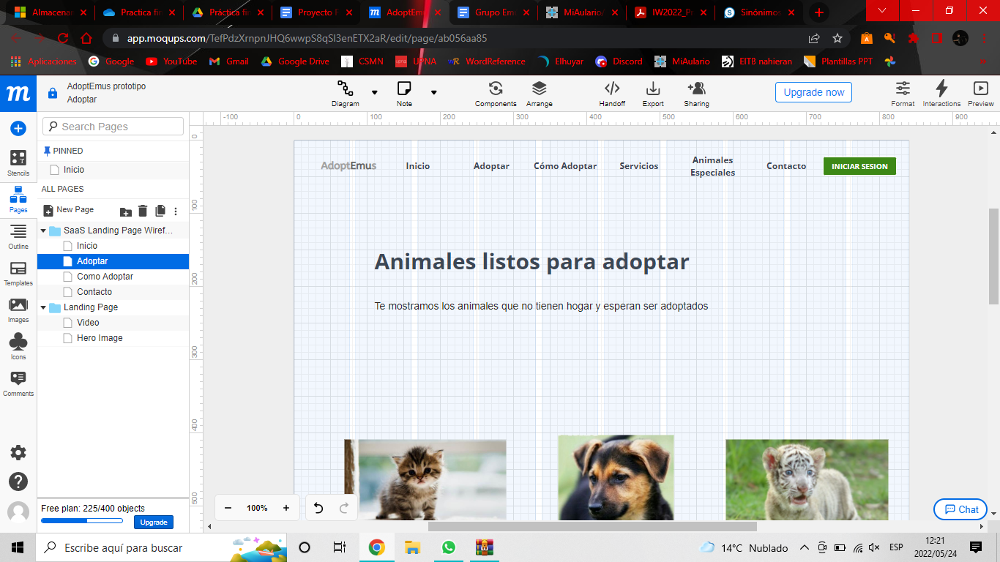 Almacenar
Practica fin
Práctica fin
Proyecto F
AdoptEmu
Grupo Emu
MiAulario
IW2022_P
Sinónimos
app.moqups.com/TefPdzXrnpnJHQ6wwpS8qSl3enETX2aR/edit/page/ab056aa85
Aplicaciones
Google
YouTube
Gmail
Google Drive
CSMN
UPNA
WordReference
Elhuyar
Discord
MiAulario
EITB nahieran
Plantillas PPT
»
m
AdoptEmus prototipo
Adoptar
Diagram
Note
Components
Arrange
Handoff
Export
Sharing
Upgrade now
Format
Interactions
Preview
Search Pages
-100
0
100
200
300
400
500
600
700
800
900
PINNED
Inicio
ALL PAGES
New Page
SaaS Landing Page Wiref...
Inicio
Adoptar
Como Adoptar
Contacto
Landing Page
Video
Hero Image
Stencils
Pages
Outline
Templates
Images
Icons
Comments
0
100
200
300
400
500
AdoptEmus
Inicio
Adoptar
Cómo Adoptar
Servicios
Animales
Especiales
Contacto
INICIAR SESION
Animales listos para adoptar
Te mostramos los animales que no tienen hogar y esperan ser adoptados
Free plan: 225/400 objects
Upgrade
− 100% +
Chat
Escribe aquí para buscar
14°C Nublado
ESP
12:21
2022/05/24